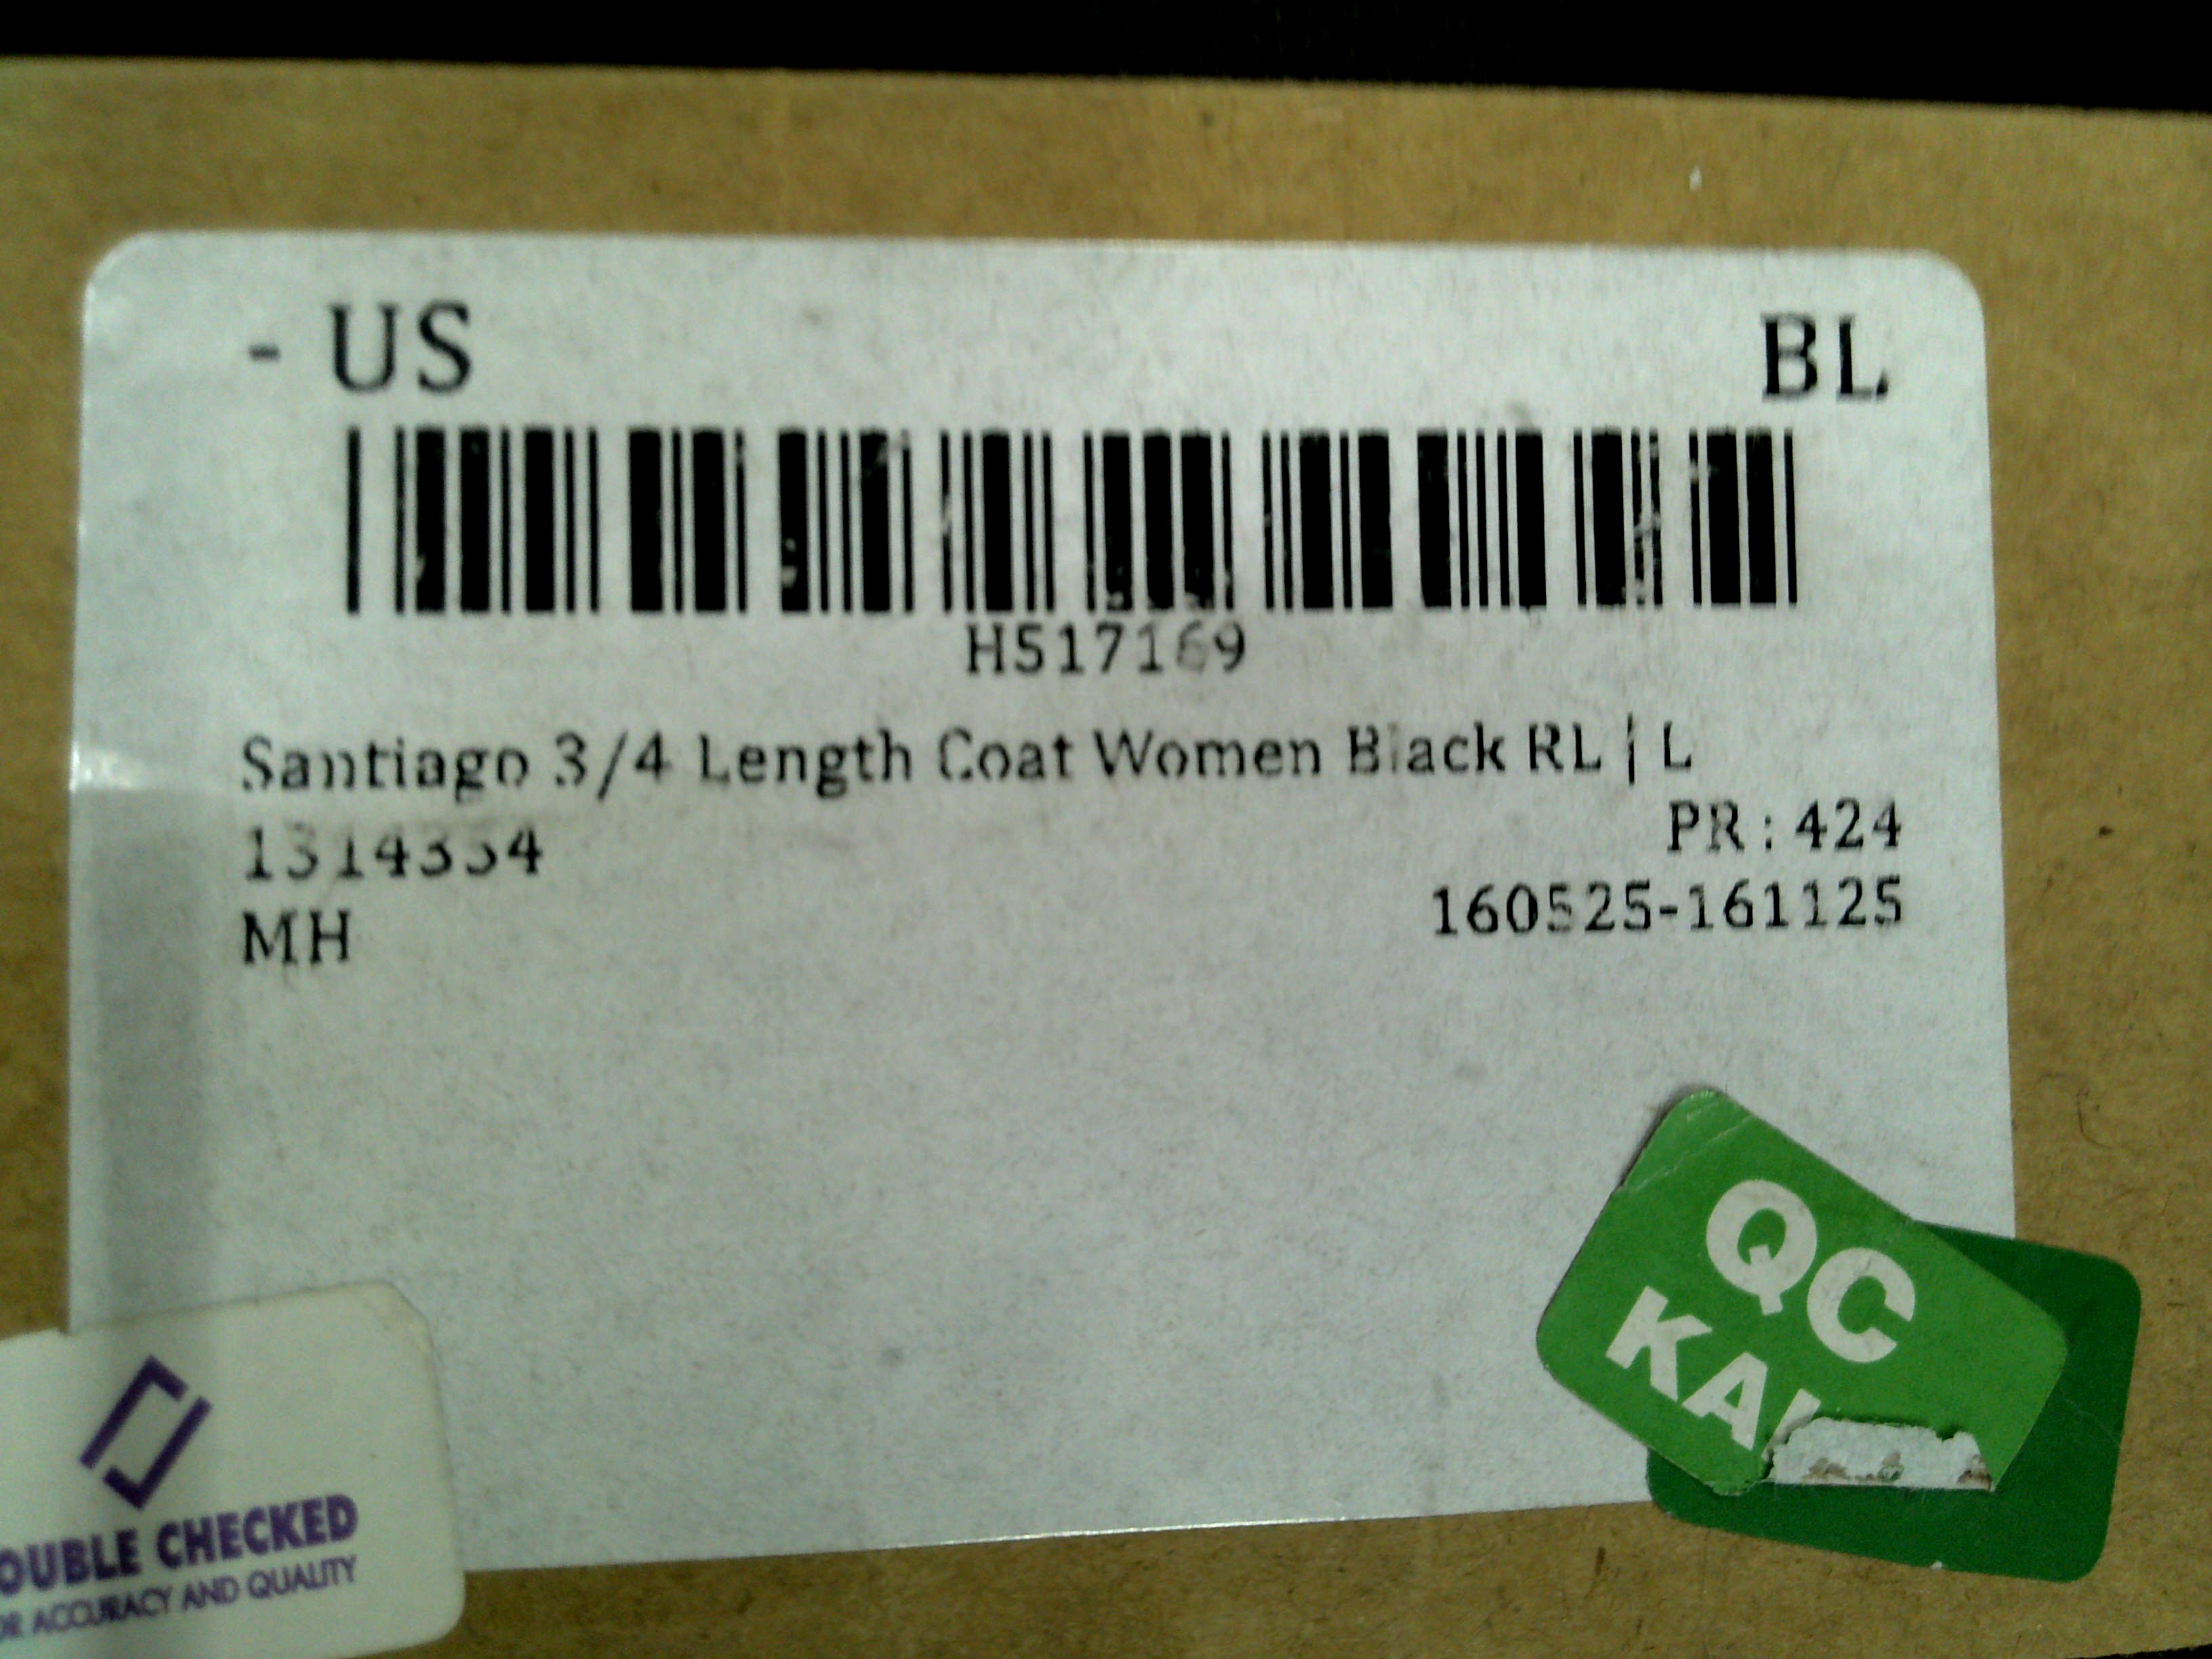 - US BL
H517169
Santiago 3/4 Length Coat Women Black RL | L
PR: 424
MH 160525-161125
QC
DOUBLE CHECKED
FOR ACCURACY AND QUALITY